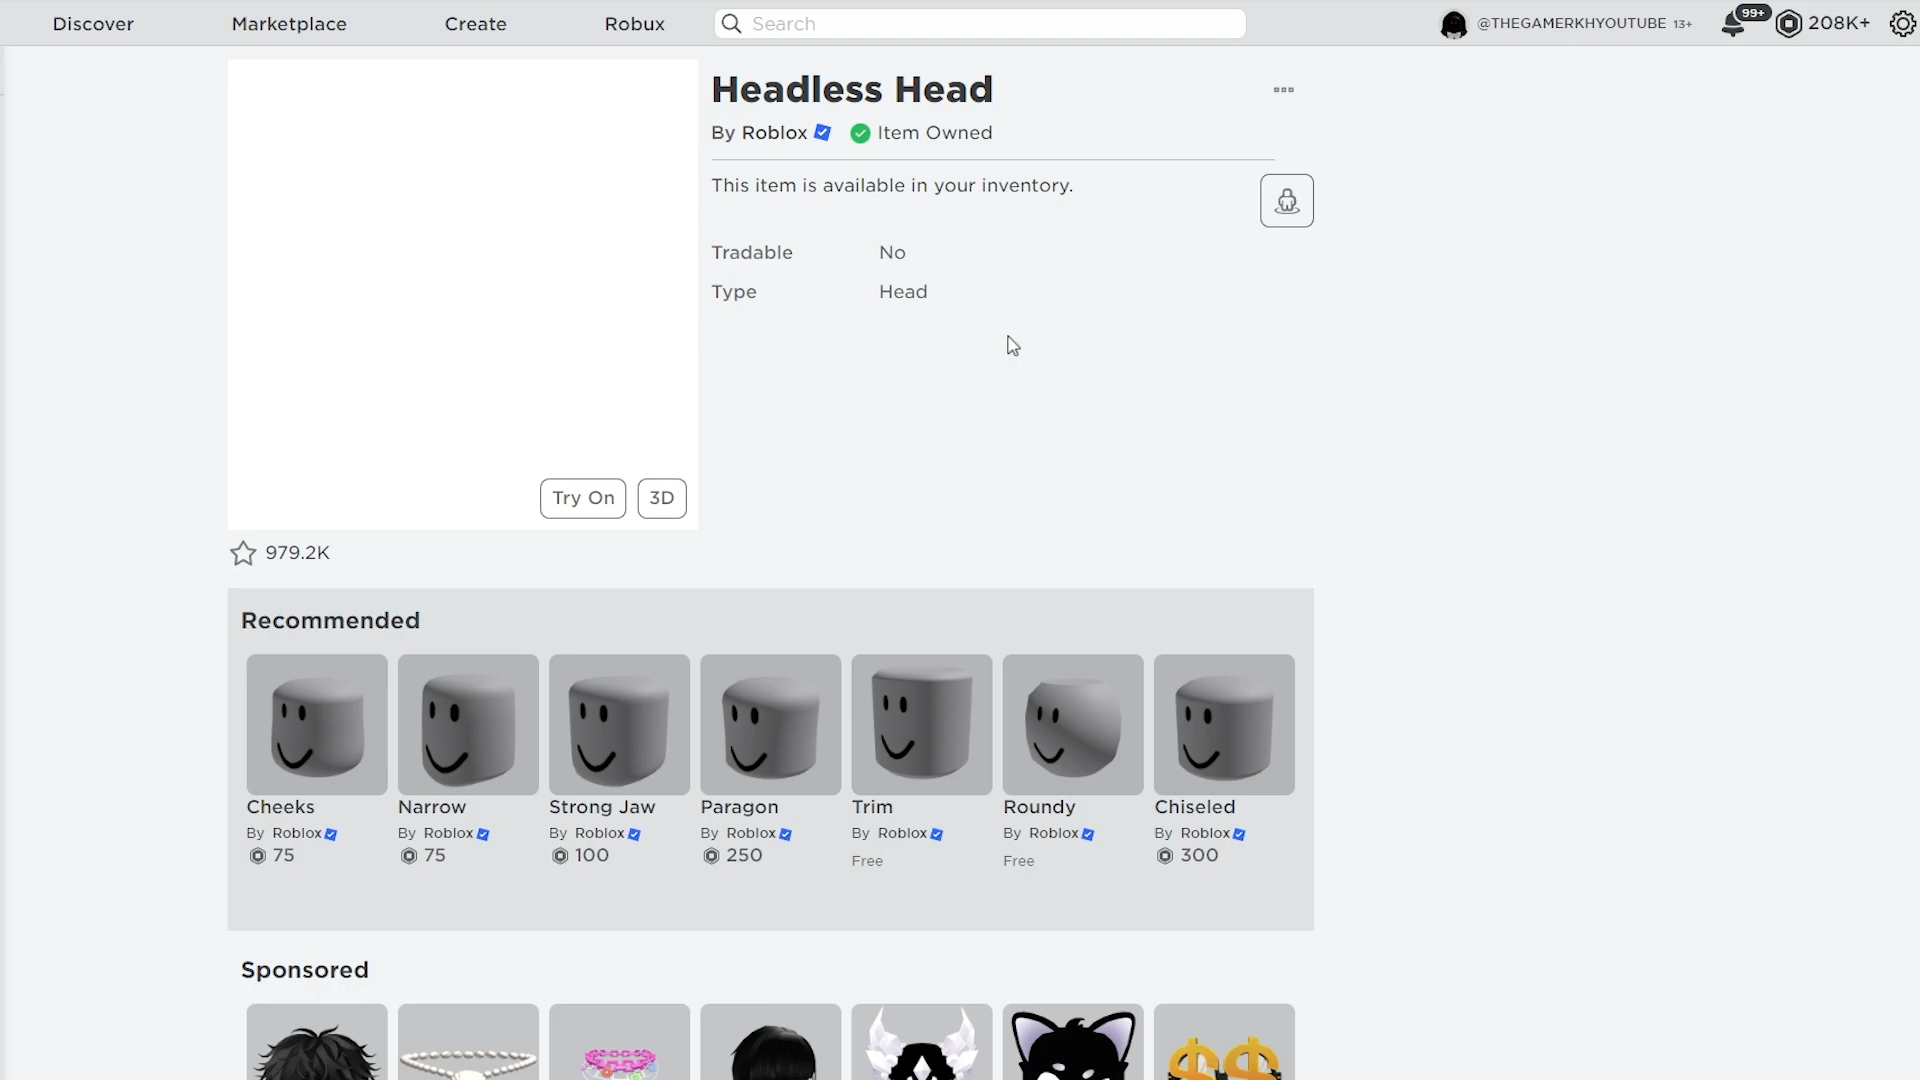 Discover Marketplace Create Robux Search @THEGAMERKHYOUTUBE 13+ 99+ 208K+
Headless Head
By Roblox Item Owned
This item is available in your inventory.
Tradable No
Type Head
Try On 3D
979.2K
Recommended
Cheeks Narrow Strong Jaw Paragon Trim Roundy Chiseled
By Roblox By Roblox By Roblox By Roblox By Roblox By Roblox By Roblox
75 75 100 250 Free Free 300
Sponsored